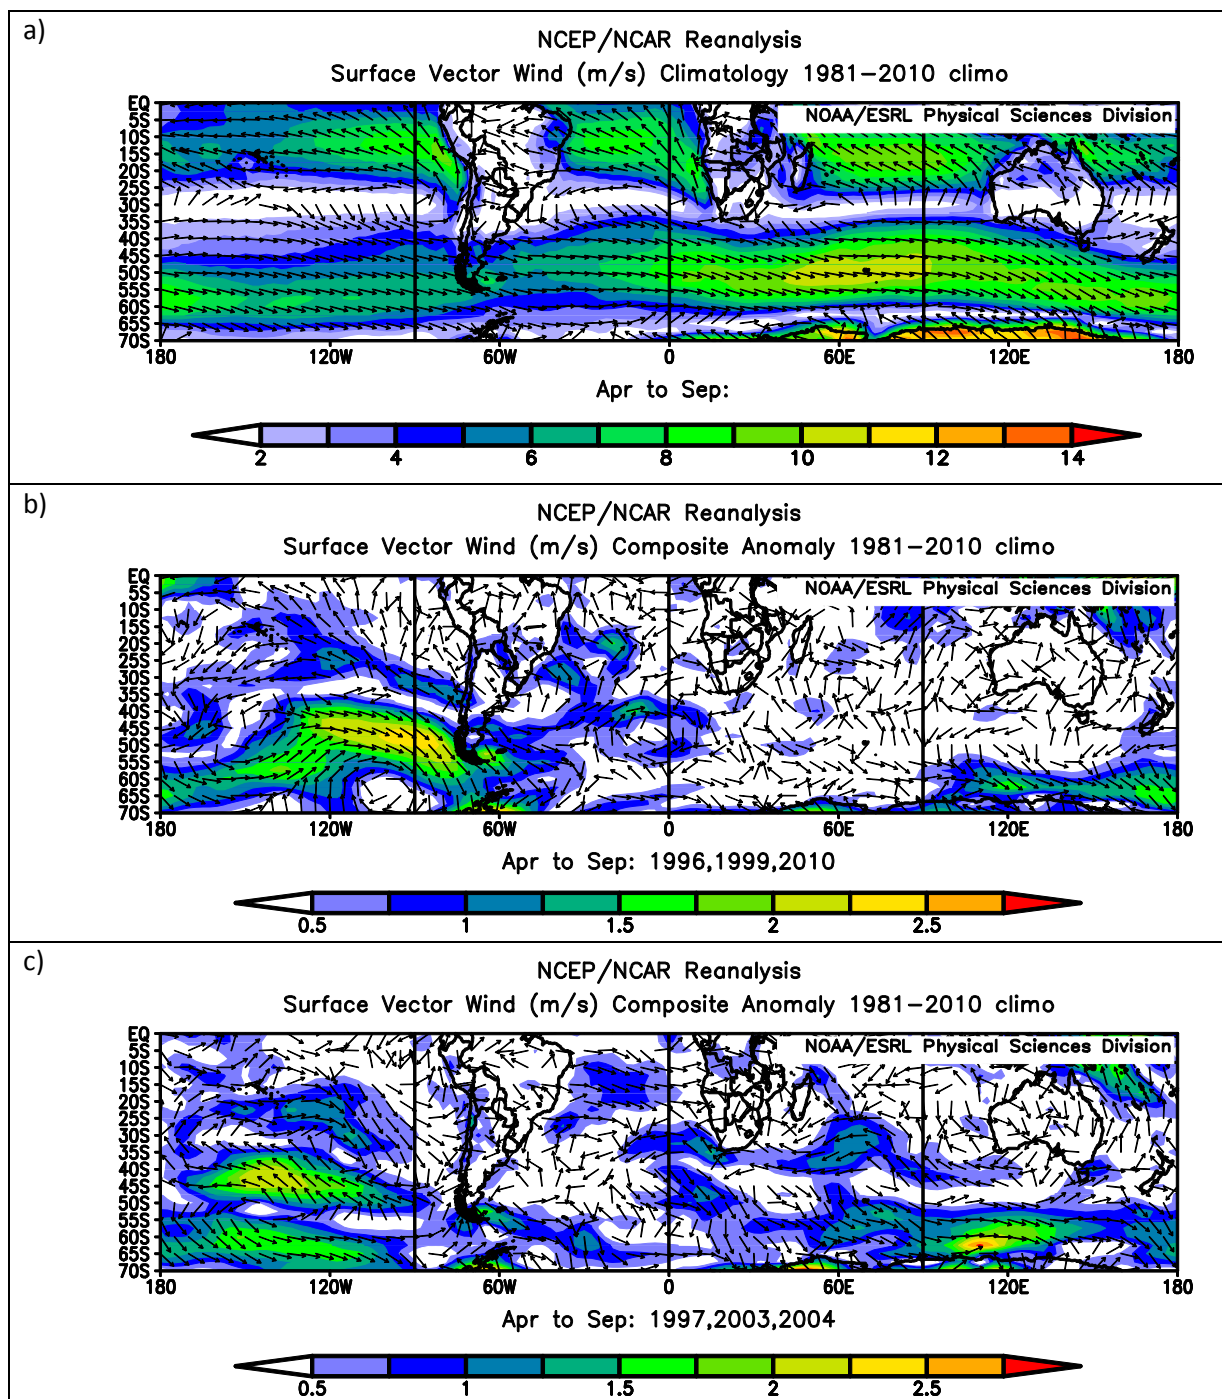 a)
NCEP/NCAR Reanalysis
Surface Vector Wind (m/s) Climatology 1981−2010 climo
NOAA/ESRL Physical Sciences Division
EQ
5S
10S
15S
20S
25S
30S
35S
40S
45S
50S
55S
60S
65S
70S
180 120W 60W 0 60E 120E 180
Apr to Sep:
2 4 6 8 10 12 14
b)
NCEP/NCAR Reanalysis
Surface Vector Wind (m/s) Composite Anomaly 1981−2010 climo
NOAA/ESRL Physical Sciences Division
EQ
5S
10S
15S
20S
25S
30S
35S
40S
45S
50S
55S
60S
65S
70S
180 120W 60W 0 60E 120E 180
Apr to Sep: 1996,1999,2010
0.5 1 1.5 2 2.5
c)
NCEP/NCAR Reanalysis
Surface Vector Wind (m/s) Composite Anomaly 1981−2010 climo
NOAA/ESRL Physical Sciences Division
EQ
5S
10S
15S
20S
25S
30S
35S
40S
45S
50S
55S
60S
65S
70S
180 120W 60W 0 60E 120E 180
Apr to Sep: 1997,2003,2004
0.5 1 1.5 2 2.5